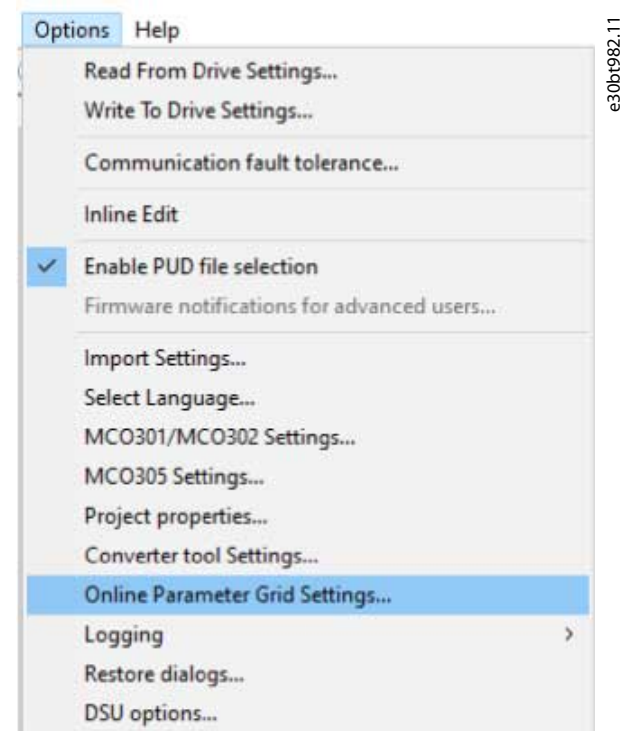 Options Help
Read From Drive Settings...
Write To Drive Settings...
Communication fault tolerance...
Inline Edit
Enable PUD file selection
Firmware notifications for advanced users...
Import Settings...
Select Language...
MCO301/MCO302 Settings...
MCO305 Settings...
Project properties...
Converter tool Settings...
Online Parameter Grid Settings...
Logging
Restore dialogs...
DSU options...
e30bt982.11